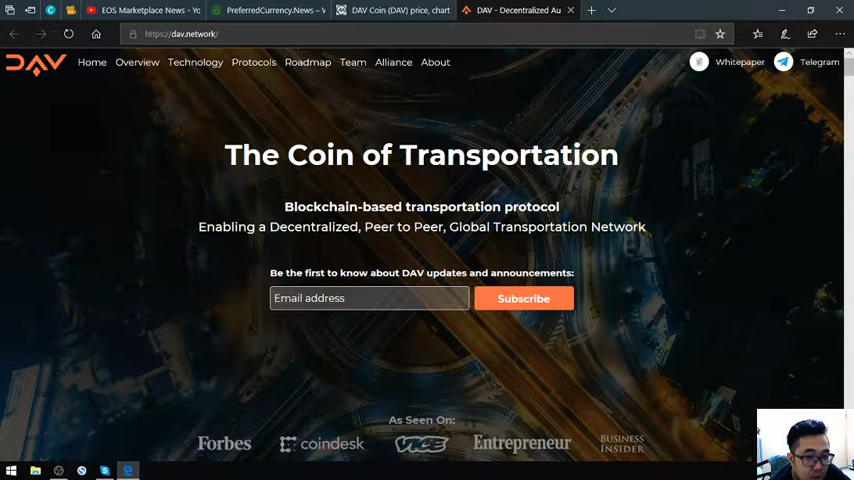 EOS Marketplace News - Yo
PreferredCurrency.News – V
DAV Coin (DAV) price, chart
DAV - Decentralized Au
https://dav.network/
DAV
Home
Overview
Technology
Protocols
Roadmap
Team
Alliance
About
Whitepaper
Telegram
The Coin of Transportation
Blockchain-based transportation protocol
Enabling a Decentralized, Peer to Peer, Global Transportation Network
Be the first to know about DAV updates and announcements:
Email address
Subscribe
As Seen On:
Forbes
coindesk
VICE
Entrepreneur
BUSINESS
INSIDER